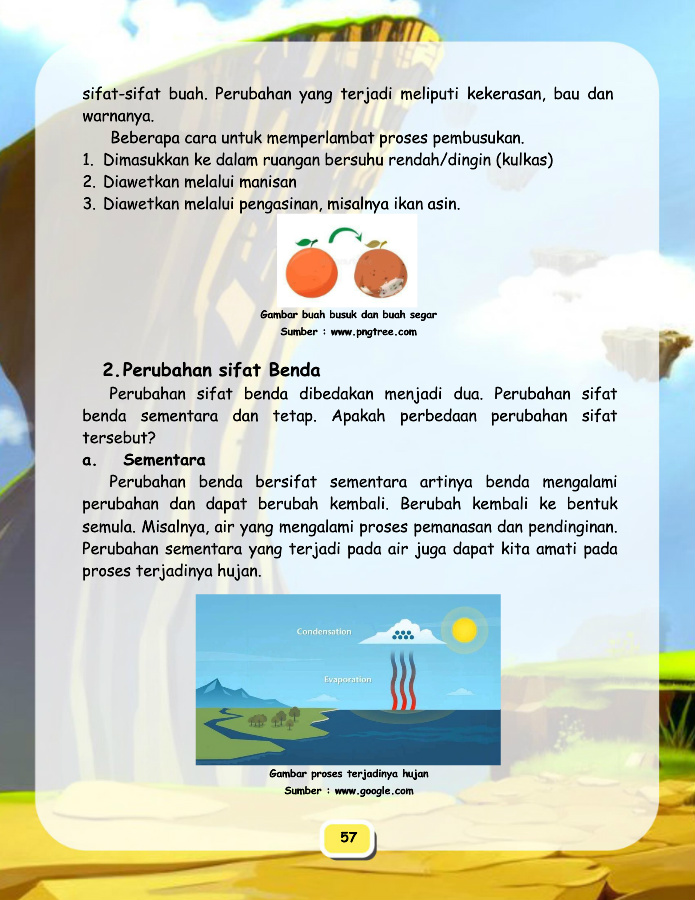 sifat-sifat buah. Perubahan yang terjadi meliputi kekerasan, bau dan
warnanya.
Beberapa cara untuk memperlambat proses pembusukan.
1. Dimasukkan ke dalam ruangan bersuhu rendah/dingin (kulkas)
2. Diawetkan melalui manisan
3. Diawetkan melalui pengasinan, misalnya ikan asin.
Gambar buah busuk dan buah segar
Sumber : www.pngtree.com
2. Perubahan sifat Benda
Perubahan sifat benda dibedakan menjadi dua. Perubahan sifat
benda sementara dan tetap. Apakah perbedaan perubahan sifat
tersebut?
a. Sementara
Perubahan benda bersifat sementara artinya benda mengalami
perubahan dan dapat berubah kembali. Berubah kembali ke bentuk
semula. Misalnya, air yang mengalami proses pemanasan dan pendinginan.
Perubahan sementara yang terjadi pada air juga dapat kita amati pada
proses terjadinya hujan.
Condensation
Evaporation
Gambar proses terjadinya hujan
Sumber : www.google.com
57